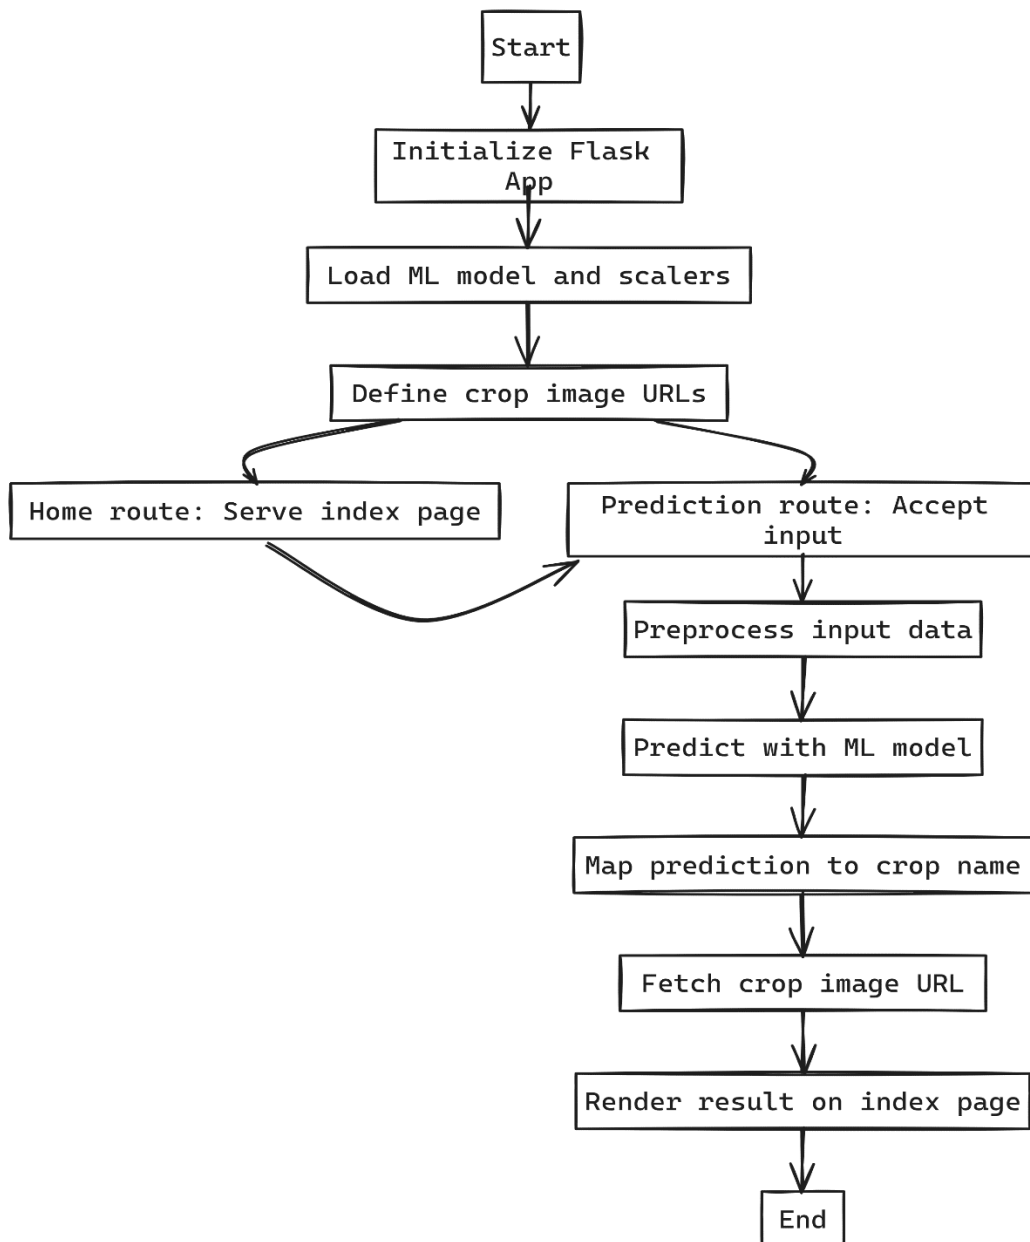 Start
Initialize Flask
App
Load ML model and scalers
Define crop image URLs
Home route: Serve index page
Prediction route: Accept
input
Preprocess input data
Predict with ML model
Map prediction to crop name
Fetch crop image URL
Render result on index page
End